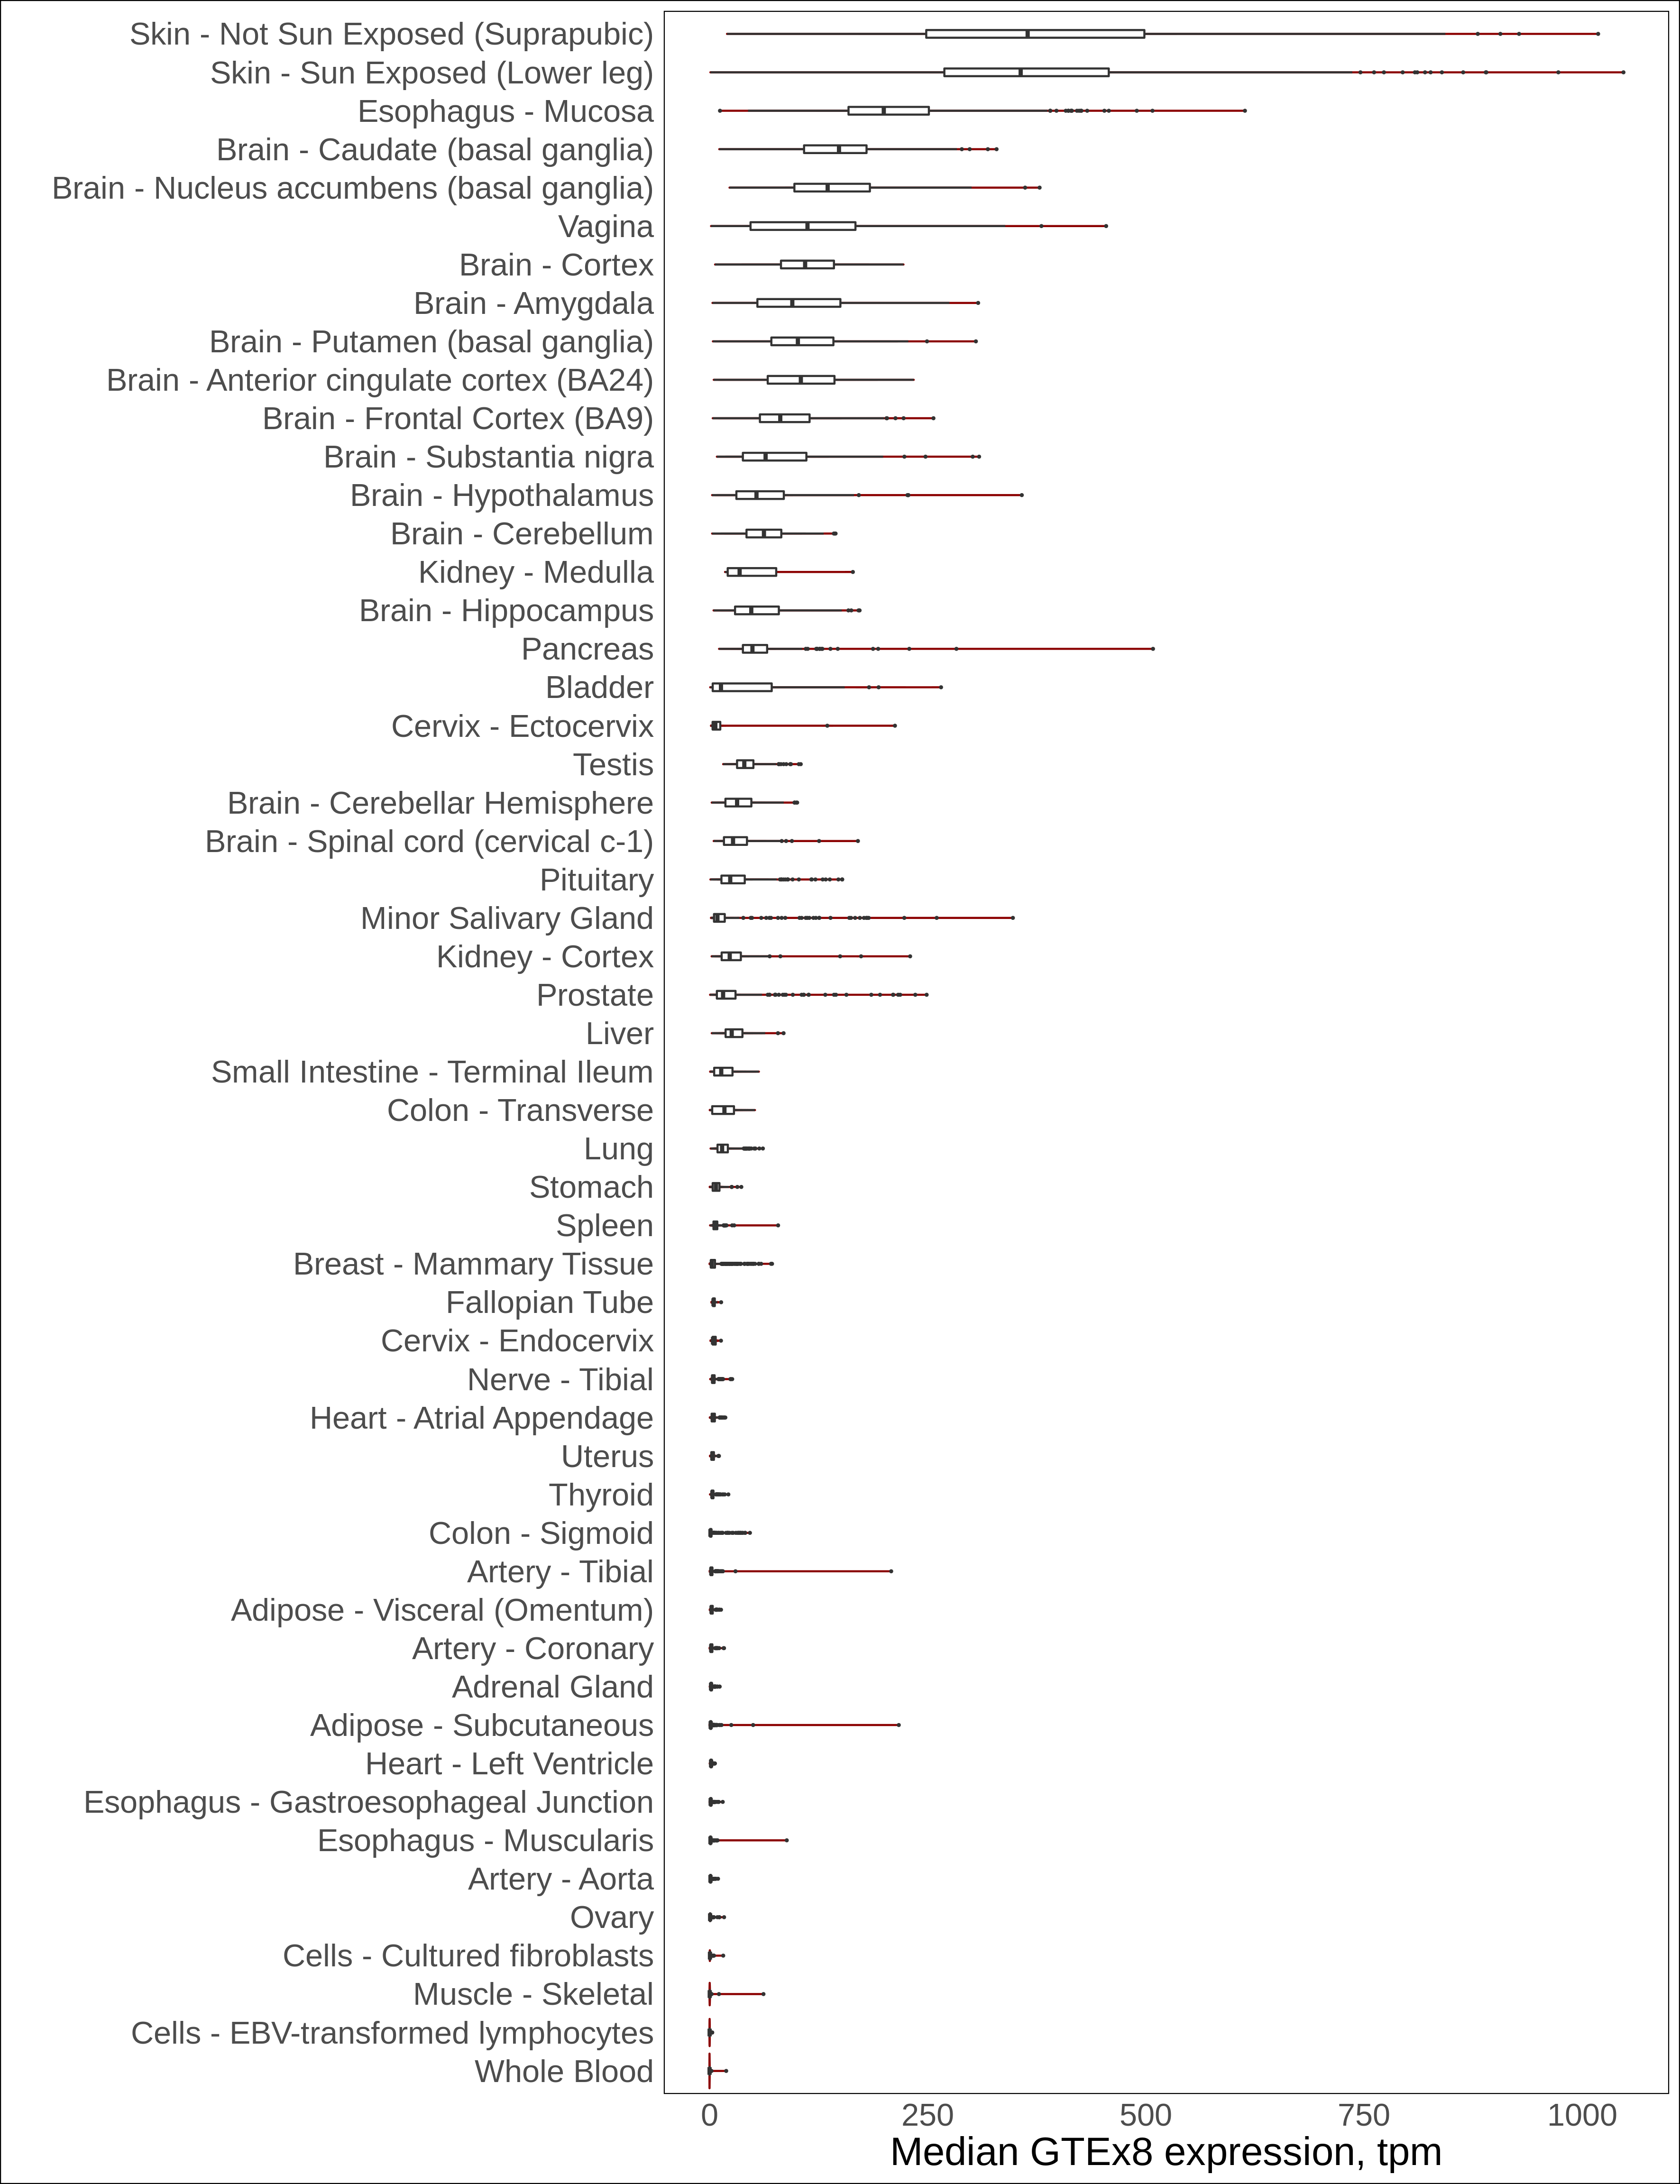 Skin - Not Sun Exposed (Suprapubic)
Skin - Sun Exposed (Lower leg)
Esophagus - Mucosa
Brain - Caudate (basal ganglia)
Brain - Nucleus accumbens (basal ganglia)
Vagina
Brain - Cortex
Brain - Amygdala
Brain - Putamen (basal ganglia)
Brain - Anterior cingulate cortex (BA24)
Brain - Frontal Cortex (BA9)
Brain - Substantia nigra
Brain - Hypothalamus
Brain - Cerebellum
Kidney - Medulla
Brain - Hippocampus
Pancreas
Bladder
Cervix - Ectocervix
Testis
Brain - Cerebellar Hemisphere
Brain - Spinal cord (cervical c-1)
Pituitary
Minor Salivary Gland
Kidney - Cortex
Prostate
Liver
Small Intestine - Terminal Ileum
Colon - Transverse
Lung
Stomach
Spleen
Breast - Mammary Tissue
Fallopian Tube
Cervix - Endocervix
Nerve - Tibial
Heart - Atrial Appendage
Uterus
Thyroid
Colon - Sigmoid
Artery - Tibial
Adipose - Visceral (Omentum)
Artery - Coronary
Adrenal Gland
Adipose - Subcutaneous
Heart - Left Ventricle
Esophagus - Gastroesophageal Junction
Esophagus - Muscularis
Artery - Aorta
Ovary
Cells - Cultured fibroblasts
Muscle - Skeletal
Cells - EBV-transformed lymphocytes
Whole Blood
0 250 500 750 1000
Median GTEx8 expression, tpm